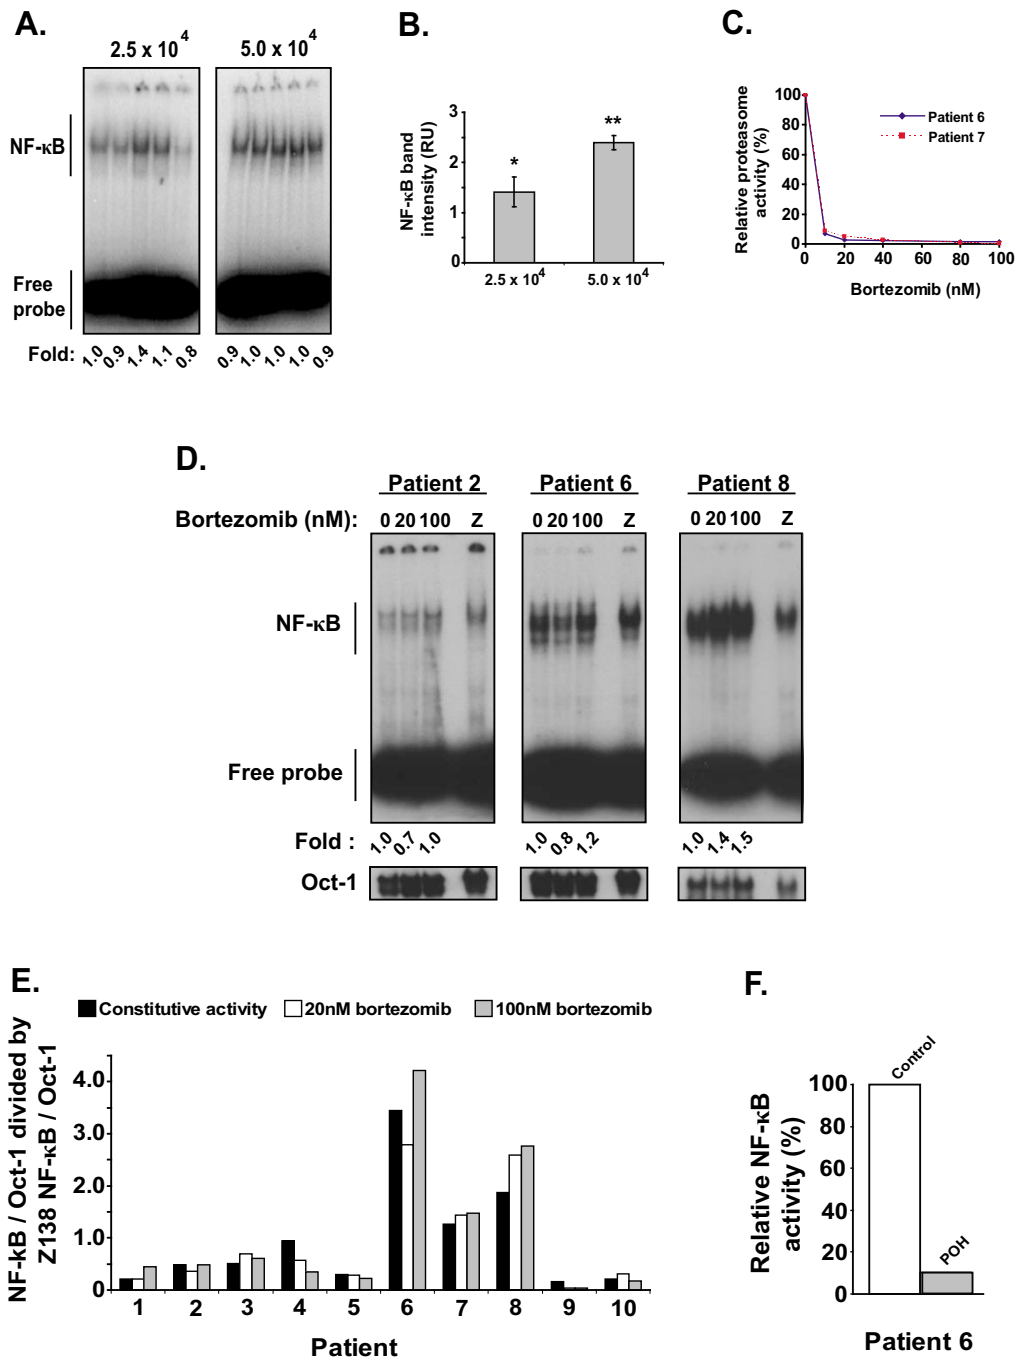 A.
2.5 x 10^4 5.0 x 10^4
NF-κB
Free probe
Fold: 1.0 0.9 1.4 1.1 0.8 0.9 1.0 1.0 1.0 0.9
B.
NF-κB band intensity (RU)
3
2
1
0
* **
2.5 x 10^4 5.0 x 10^4
C.
Relative proteasome activity (%)
100
80
60
40
20
0
Patient 6
Patient 7
0 20 40 60 80 100
Bortezomib (nM)
D.
Patient 2 Patient 6 Patient 8
Bortezomib (nM): 0 20 100 Z 0 20 100 Z 0 20 100 Z
NF-κB
Free probe
Fold : 1.0 0.7 1.0 1.0 0.8 1.2 1.0 1.4 1.5
Oct-1
E.
Constitutive activity 20nM bortezomib 100nM bortezomib
NF-kB / Oct-1 divided by
Z138 NF-κB / Oct-1
4.0
3.0
2.0
1.0
0
1 2 3 4 5 6 7 8 9 10
Patient
F.
Relative NF-κB activity (%)
100
80
60
40
20
0
Control
POH
Patient 6